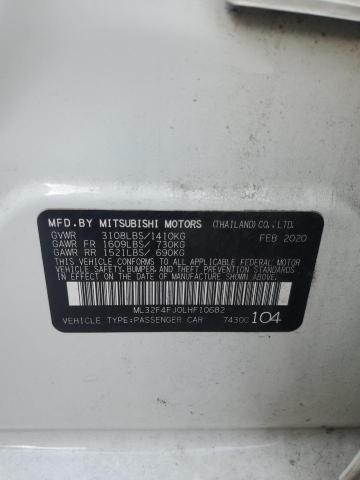 MFD.BY MITSUBISHI MOTORS (THAILAND)CO.,LTD.
GVWR 3108LBS/1410KG FEB 2020
GAWR FR 1609LBS/ 730KG
GAWR RR 1521LBS/ 690KG
THIS VEHICLE CONFORMS TO ALL APPLICABLE FEDERAL MOTOR
VEHICLE SAFETY, BUMPER, AND THEFT PREVENTION STANDARDS
IN EFFECT ON THE DATE OF MANUFACTURE SHOWN ABOVE.
ML32F4FJ0LHF10682
VEHICLE TYPE:PASSENGER CAR 7430C 104